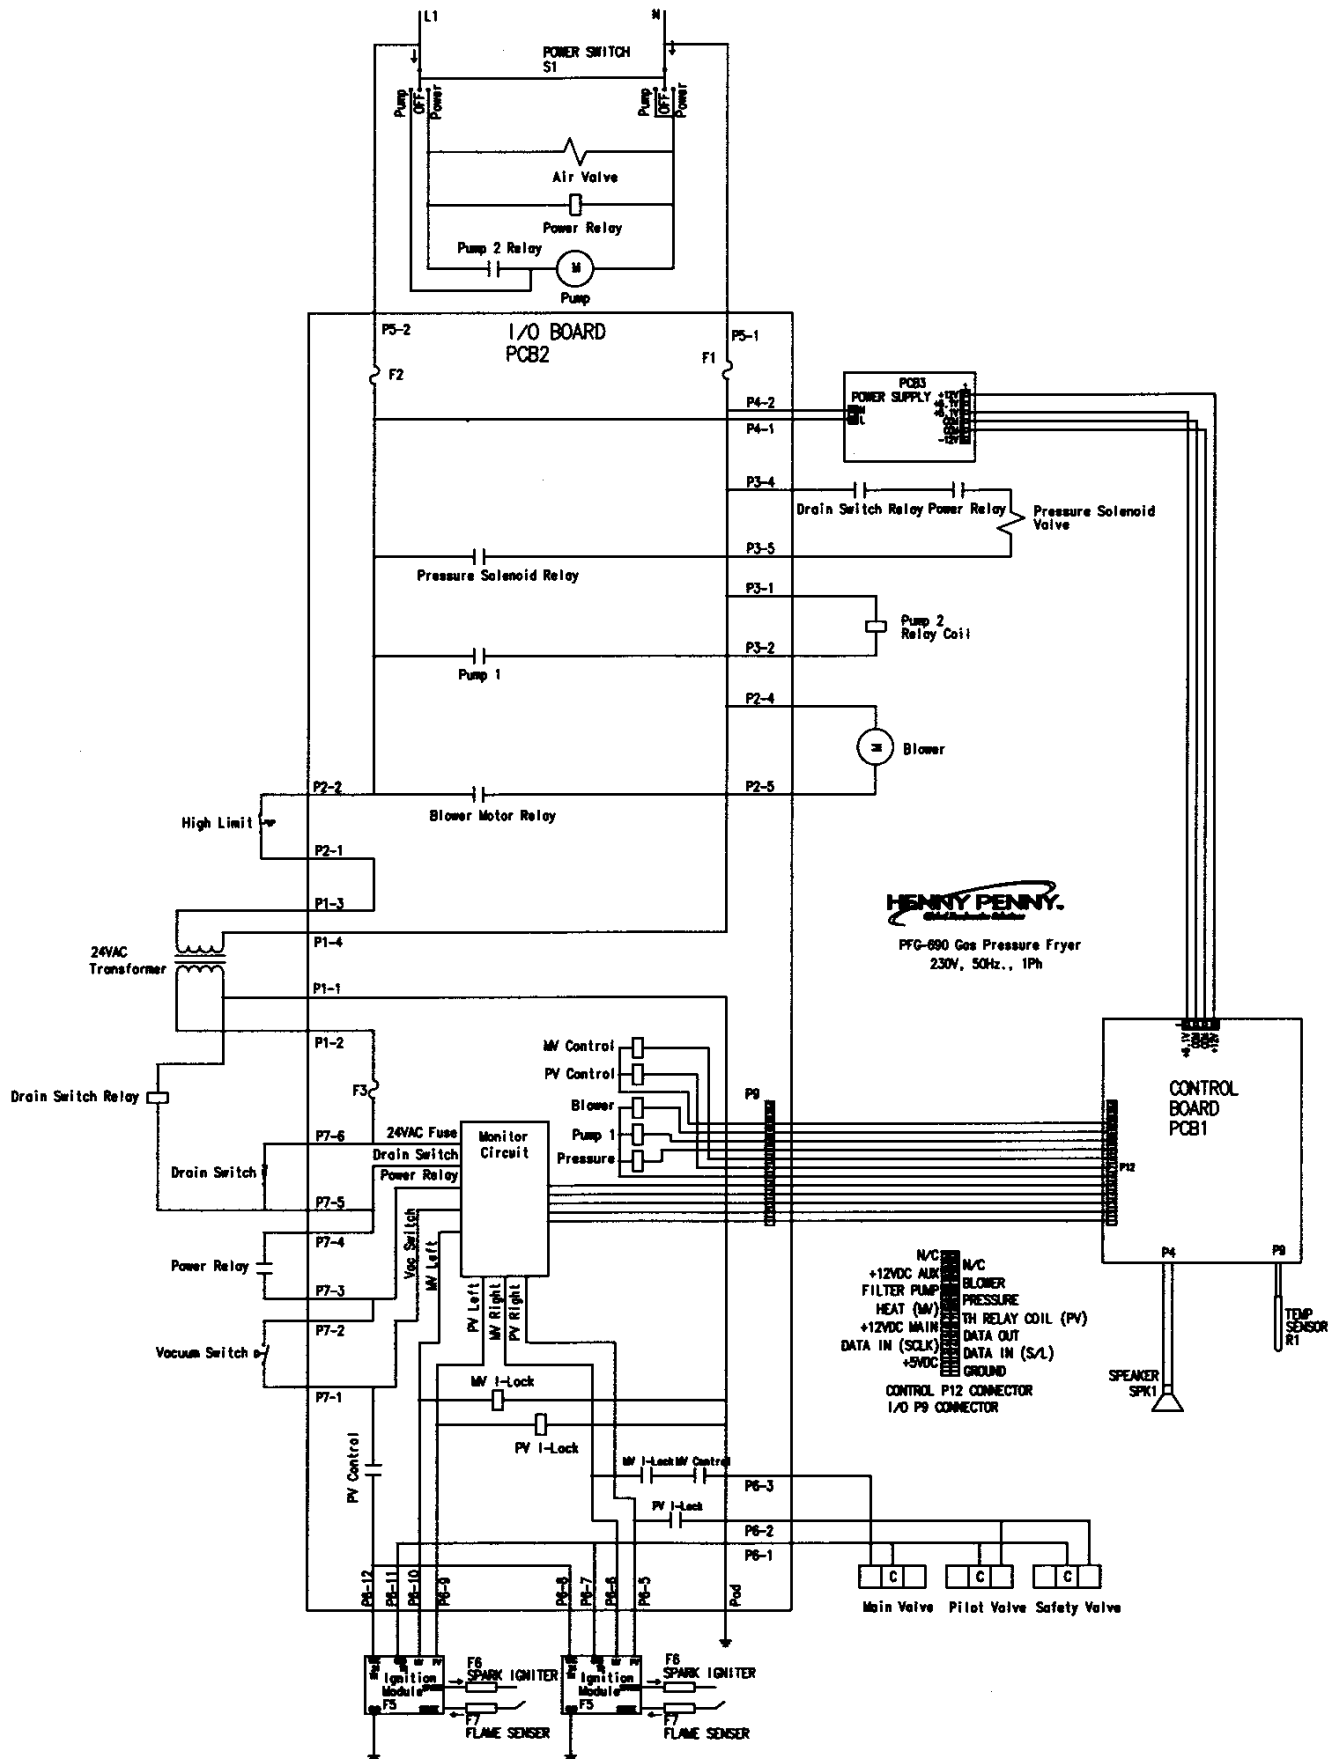 L1
N
POWER SWITCH
S1
Pump
OFF
Power
Pump
OFF
Power
Air Valve
Power Relay
Pump 2 Relay
M
Pump
P5-2
I/O BOARD
PCB2
P5-1
F2
F1
PCB3
POWER SUPPLY
+12V
-12V
N
L
P4-2
P4-1
P3-4
Drain Switch Relay
Power Relay
Pressure Solenoid
Valve
P3-5
Pressure Solenoid Relay
P3-1
Pump 2
Relay Coil
P3-2
Pump 1
P2-4
M
Blower
P2-2
P2-5
Blower Motor Relay
High Limit
P2-1
P1-3
HENNY PENNY
PFG-690 Gas Pressure Fryer
230V, 50Hz., 1Ph
P1-4
24VAC
Transformer
P1-1
P1-2
+5.1V
COM
COM
+12V
MV Control
PV Control
Blower
Pump 1
Pressure
P9
CONTROL
BOARD
PCB1
P12
Drain Switch Relay
F3
P7-6
24VAC Fuse
Drain Switch
Power Relay
Monitor
Circuit
Drain Switch
P7-5
P7-4
Vac Switch
MV Left
Power Relay
P7-3
P7-2
PV Left
MV Right
PV Right
Vacuum Switch
P7-1
P4
P9
N/C
+12VDC AUX
FILTER PUMP
HEAT (MV)
+12VDC MAIN
DATA IN (SCLK)
+5VDC
N/C
BLOWER
PRESSURE
TH RELAY COIL (PV)
DATA OUT
DATA IN (S/L)
GROUND
CONTROL P12 CONNECTOR
I/O P9 CONNECTOR
TEMP
SENSOR
R1
SPEAKER
SPK1
MV I-Lock
PV I-Lock
PV Control
MV I-Lock
MV Control
P6-3
PV I-Lock
P6-2
P6-1
P6-12
P6-11
P6-10
P6-9
P6-8
P6-7
P6-6
P6-5
Pad
C
C
C
Main Valve
Pilot Valve
Safety Valve
MV
PV
Ignition
Module
F5
F6
SPARK IGNITER
F7
FLAME SENSER
MV
PV
Ignition
Module
F5
F6
SPARK IGNITER
F7
FLAME SENSER